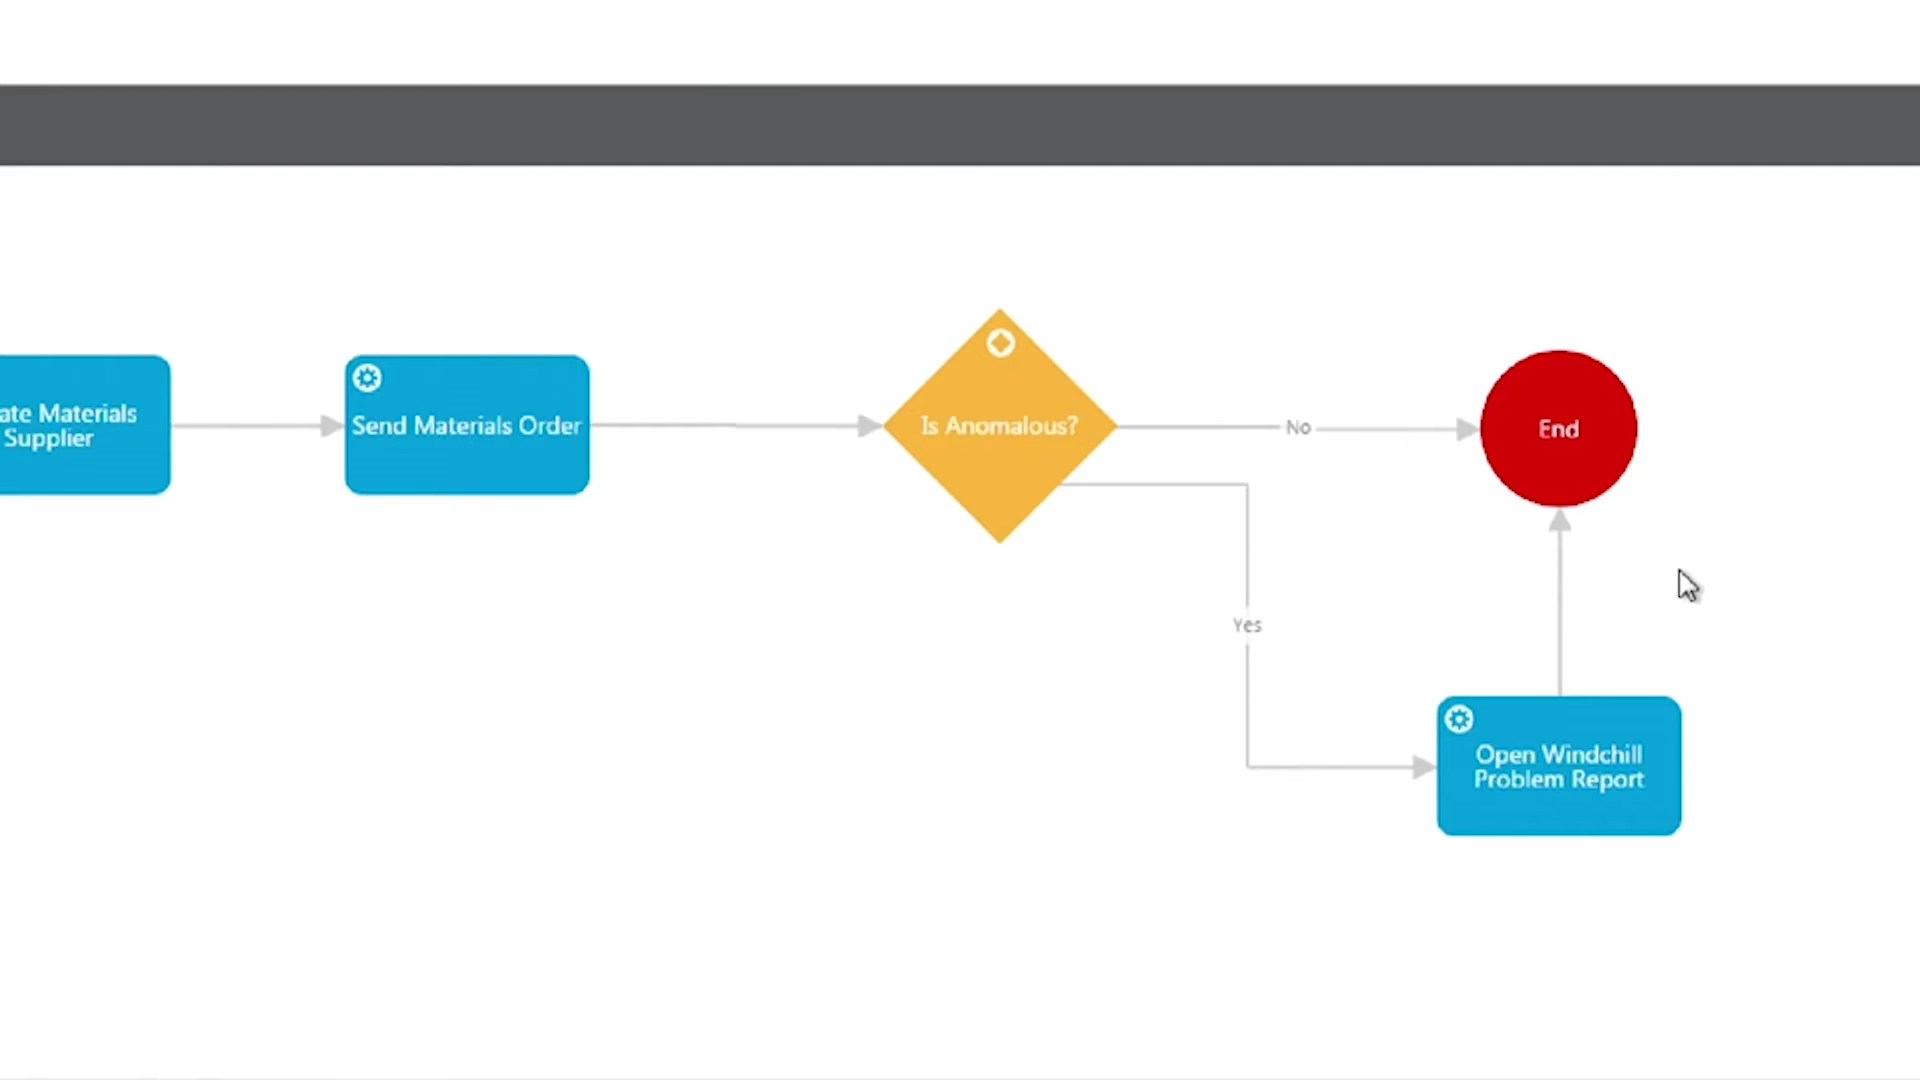 ate Materials
Supplier
Send Materials Order
Is Anomalous?
No
End
Yes
Open Windchill
Problem Report